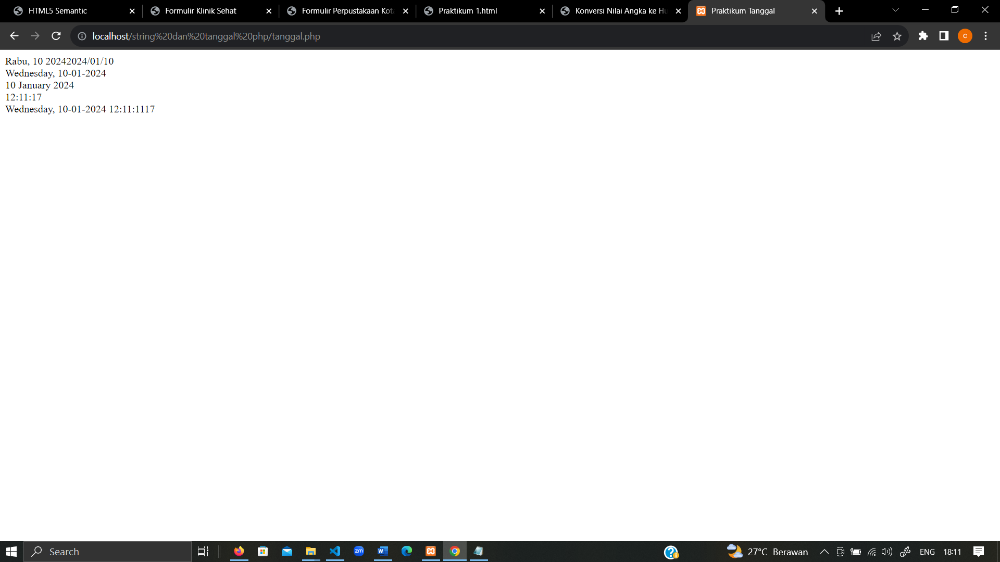 HTML5 Semantic
Formulir Klinik Sehat
Formulir Perpustakaan Kot
Praktikum 1.html
Konversi Nilai Angka ke Hu
Praktikum Tanggal
localhost/string%20dan%20tanggal%20php/tanggal.php
c
Rabu, 10 20242024/01/10
Wednesday, 10-01-2024
10 January 2024
12:11:17
Wednesday, 10-01-2024 12:11:1117
Search
zm
W
27°C Berawan
ENG
18:11